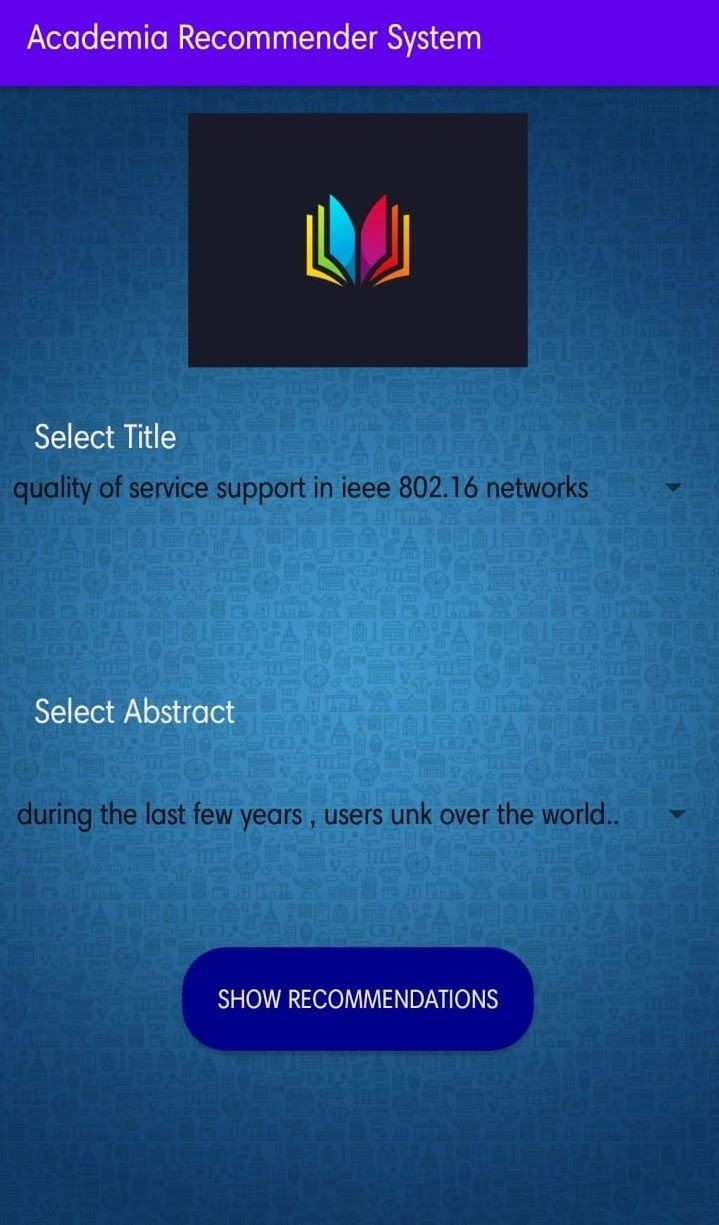 Academia Recommender System
Select Title
quality of service support in ieee 802.16 networks
Select Abstract
during the last few years , users unk over the world..
SHOW RECOMMENDATIONS